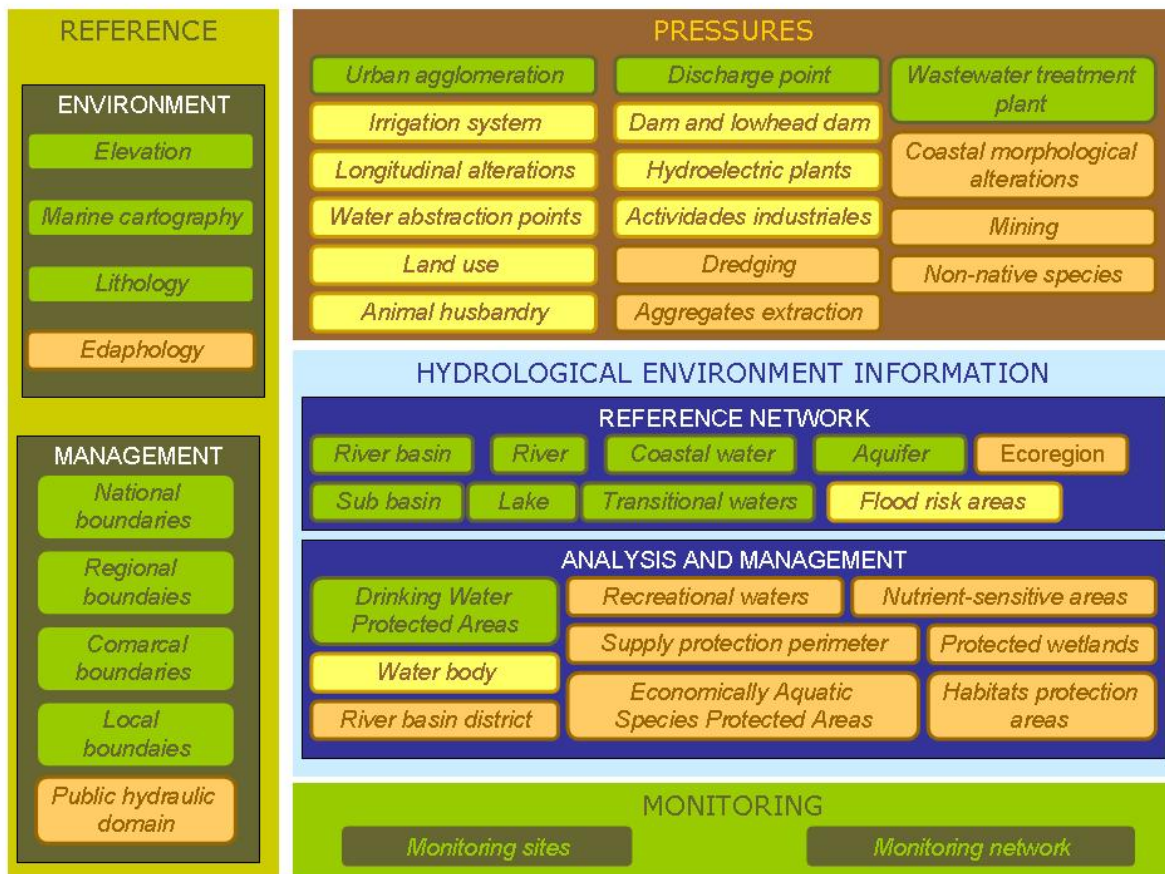 REFERENCE
ENVIRONMENT
Elevation
Marine cartography
Lithology
Edaphology
MANAGEMENT
National
boundaries
Regional
boundaies
Comarcal
boundaries
Local
boundaies
Public hydraulic
domain
PRESSURES
Urban agglomeration
Irrigation system
Longitudinal alterations
Water abstraction points
Land use
Animal husbandry
Discharge point
Dam and lowhead dam
Hydroelectric plants
Actividades industriales
Dredging
Aggregates extraction
Wastewater treatment
plant
Coastal morphological
alterations
Mining
Non-native species
HYDROLOGICAL ENVIRONMENT INFORMATION
REFERENCE NETWORK
River basin
River
Coastal water
Aquifer
Ecoregion
Sub basin
Lake
Transitional waters
Flood risk areas
ANALYSIS AND MANAGEMENT
Drinking Water
Protected Areas
Water body
River basin district
Recreational waters
Nutrient-sensitive areas
Supply protection perimeter
Protected wetlands
Economically Aquatic
Species Protected Areas
Habitats protection
areas
MONITORING
Monitoring sites
Monitoring network